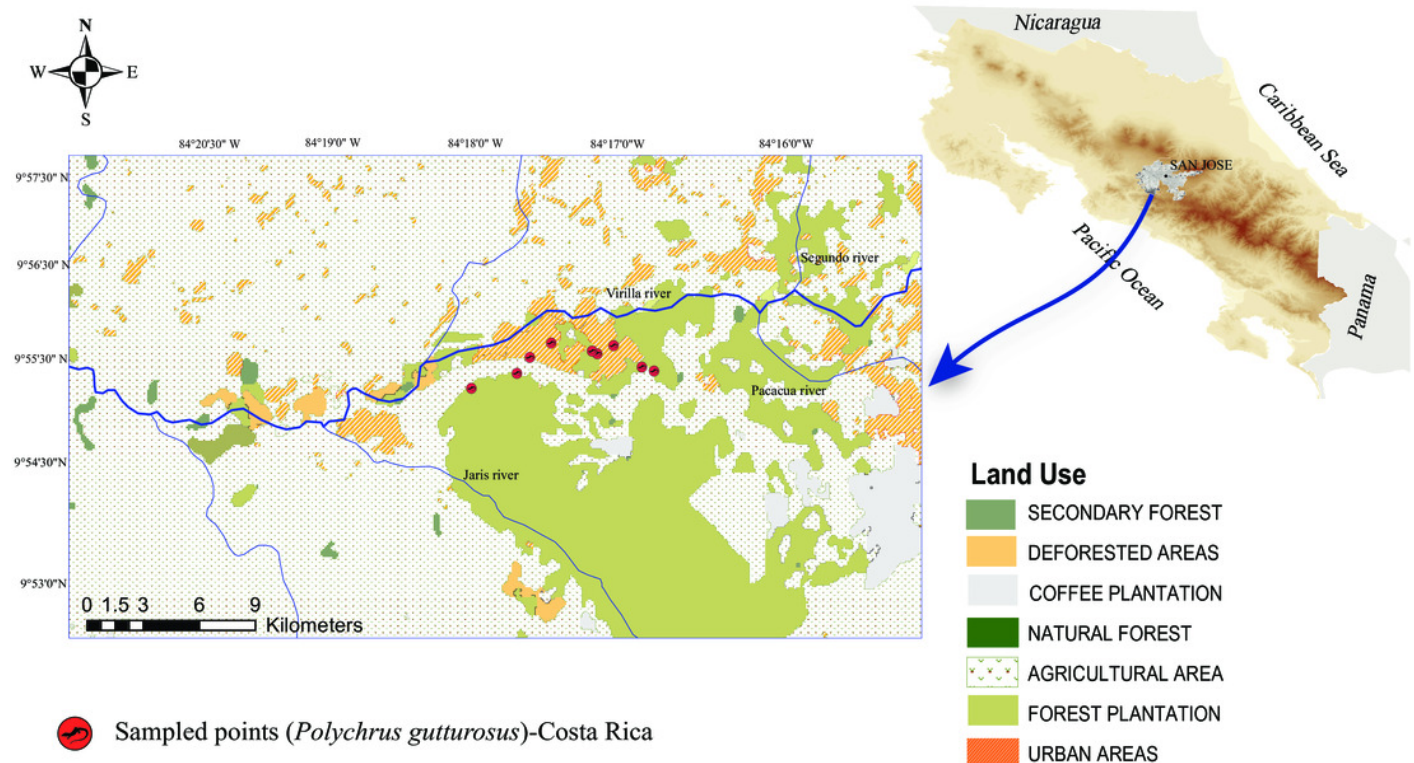 Nicaragua
Caribbean Sea
SAN JOSE
Pacific Ocean
Panama
N
W E
S
84°20'30" W 84°19'0" W 84°18'0" W 84°17'0" W 84°16'0" W
9°57'30" N
9°56'30" N
9°55'30" N
9°54'30" N
9°53'0" N
Segundo river
Virilla river
Pacacua river
Jaris river
0 1.5 3 6 9
Kilometers
Land Use
SECONDARY FOREST
DEFORESTED AREAS
COFFEE PLANTATION
NATURAL FOREST
AGRICULTURAL AREA
FOREST PLANTATION
URBAN AREAS
Sampled points (Polychrus gutturosus)-Costa Rica